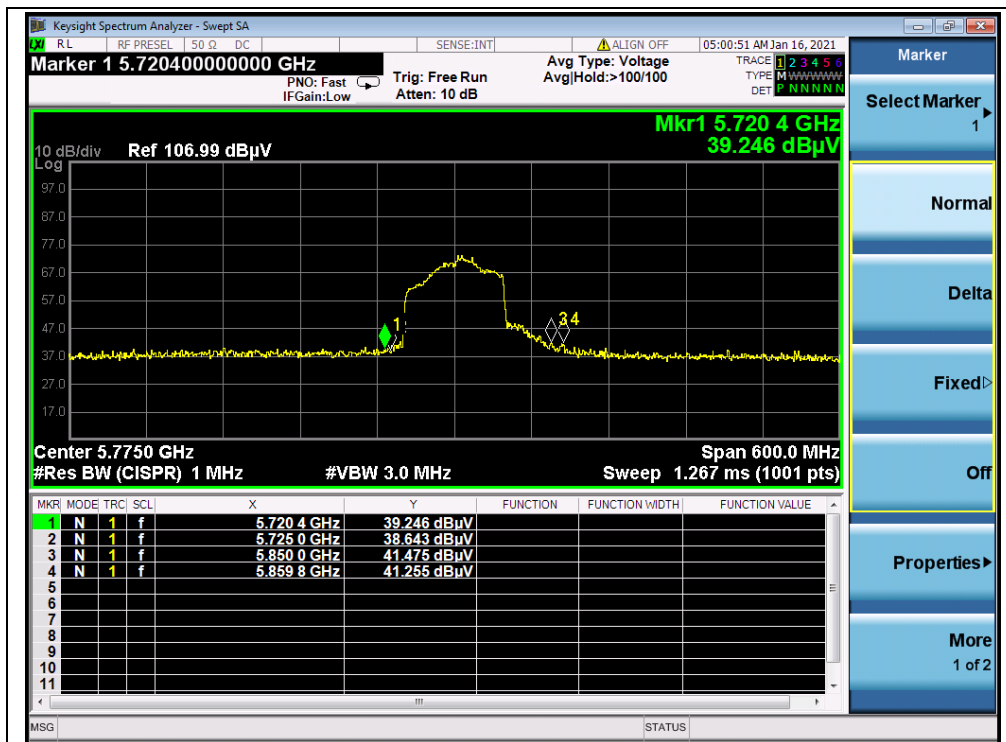 Keysight Spectrum Analyzer - Swept SA
LXI RL RF PRESEL 50 Ω DC SENSE:INT ALIGN OFF 05:00:51 AM Jan 16, 2021
Marker 1 5.720400000000 GHz
PNO: Fast
IFGain:Low
Trig: Free Run
Atten: 10 dB
Avg Type: Voltage
Avg|Hold:>100/100
TRACE 1 2 3 4 5 6
TYPE M WWWWW
DET P N N N N N
Mkr1 5.720 4 GHz
39.246 dBµV
10 dB/div Ref 106.99 dBµV
Log
97.0
87.0
77.0
67.0
57.0
47.0
37.0
27.0
17.0
1
3 4
Center 5.7750 GHz Span 600.0 MHz
#Res BW (CISPR) 1 MHz #VBW 3.0 MHz Sweep 1.267 ms (1001 pts)
MKR MODE TRC SCL X Y FUNCTION FUNCTION WIDTH FUNCTION VALUE
1 N 1 f 5.720 4 GHz 39.246 dBµV
2 N 1 f 5.725 0 GHz 38.643 dBµV
3 N 1 f 5.850 0 GHz 41.475 dBµV
4 N 1 f 5.859 8 GHz 41.255 dBµV
5
6
7
8
9
10
11
MSG STATUS
Marker
Select Marker
1
Normal
Delta
Fixed
Off
Properties
More
1 of 2